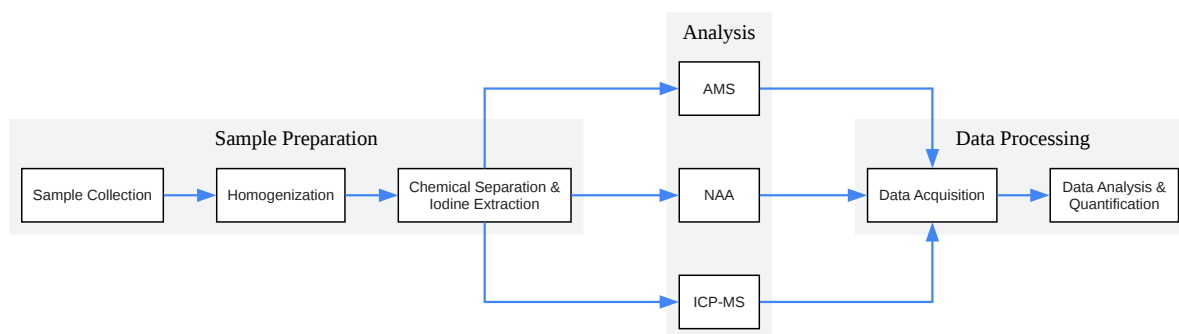 Analysis
AMS
Sample Preparation
Data Processing
Sample Collection
Homogenization
Chemical Separation &
Iodine Extraction
NAA
Data Acquisition
Data Analysis &
Quantification
ICP-MS